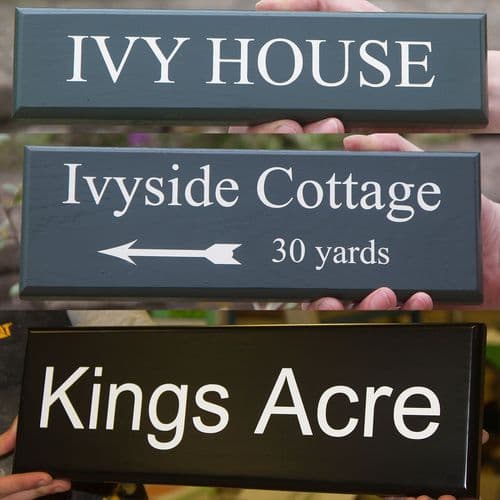 IVY HOUSE
Ivyside Cottage
30 yards
Kings Acre